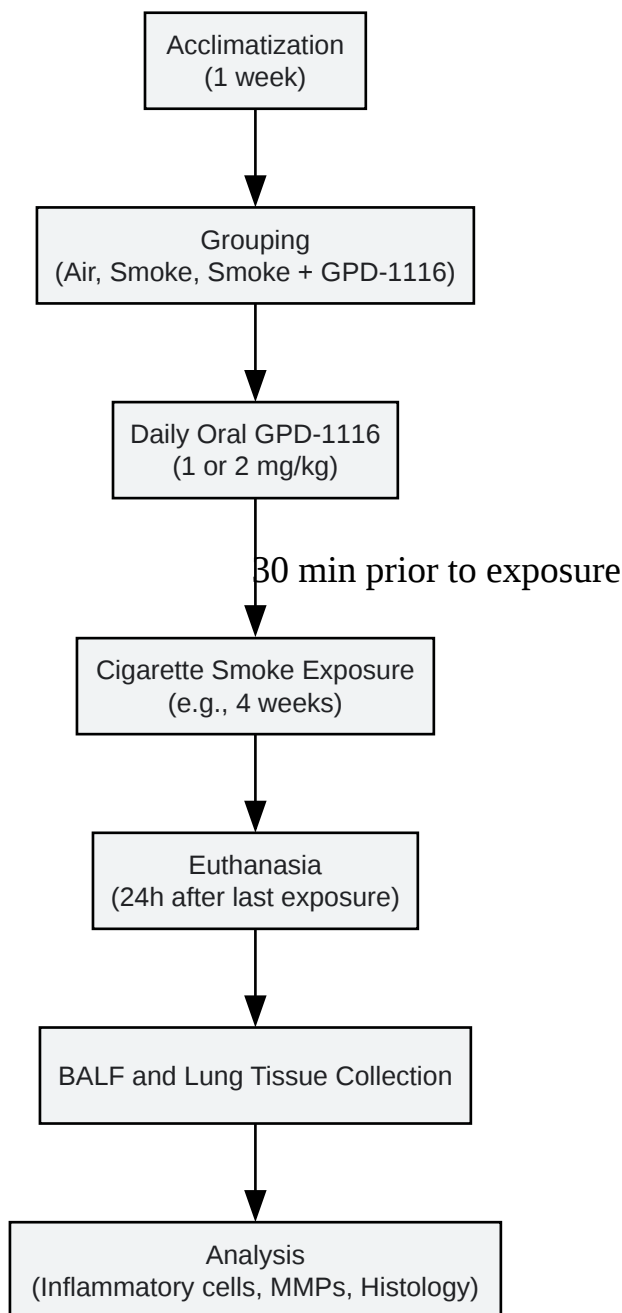 Acclimatization
(1 week)
Grouping
(Air, Smoke, Smoke + GPD-1116)
Daily Oral GPD-1116
(1 or 2 mg/kg)
30 min prior to exposure
Cigarette Smoke Exposure
(e.g., 4 weeks)
Euthanasia
(24h after last exposure)
BALF and Lung Tissue Collection
Analysis
(Inflammatory cells, MMPs, Histology)